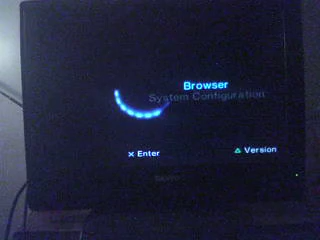 Browser
System Configuration
✕ Enter
△ Version